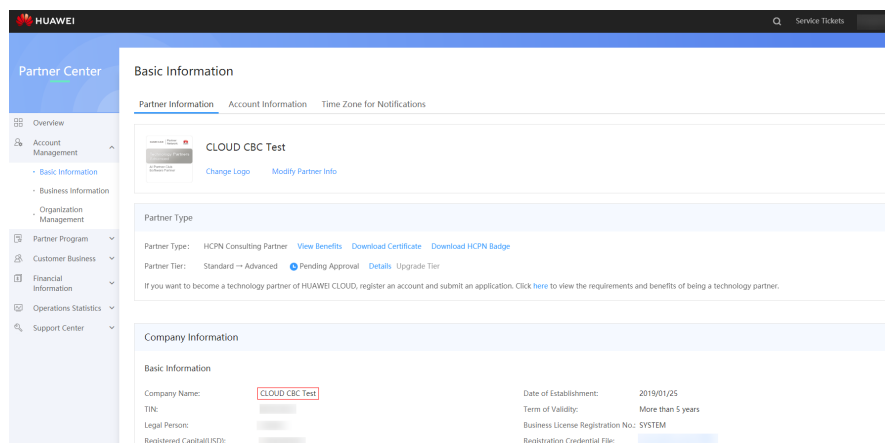 HUAWEI
Service Tickets
Partner Center
Overview
Account
Management
Basic Information
Business Information
Organization
Management
Partner Program
Customer Business
Financial
Information
Operations Statistics
Support Center
Basic Information
Partner Information Account Information Time Zone for Notifications
CLOUD CBC Test
Change Logo Modify Partner Info
Partner Type
Partner Type: HCPN Consulting Partner View Benefits Download Certificate Download HCPN Badge
Partner Tier: Standard → Advanced Pending Approval Details Upgrade Tier
If you want to become a technology partner of HUAWEI CLOUD, register an account and submit an application. Click here to view the requirements and benefits of being a technology partner.
Company Information
Basic Information
Company Name: CLOUD CBC Test Date of Establishment: 2019/01/25
TIN: Term of Validity: More than 5 years
Legal Person: Business License Registration No.: SYSTEM
Registered Capital(USD): Registration Credential File: